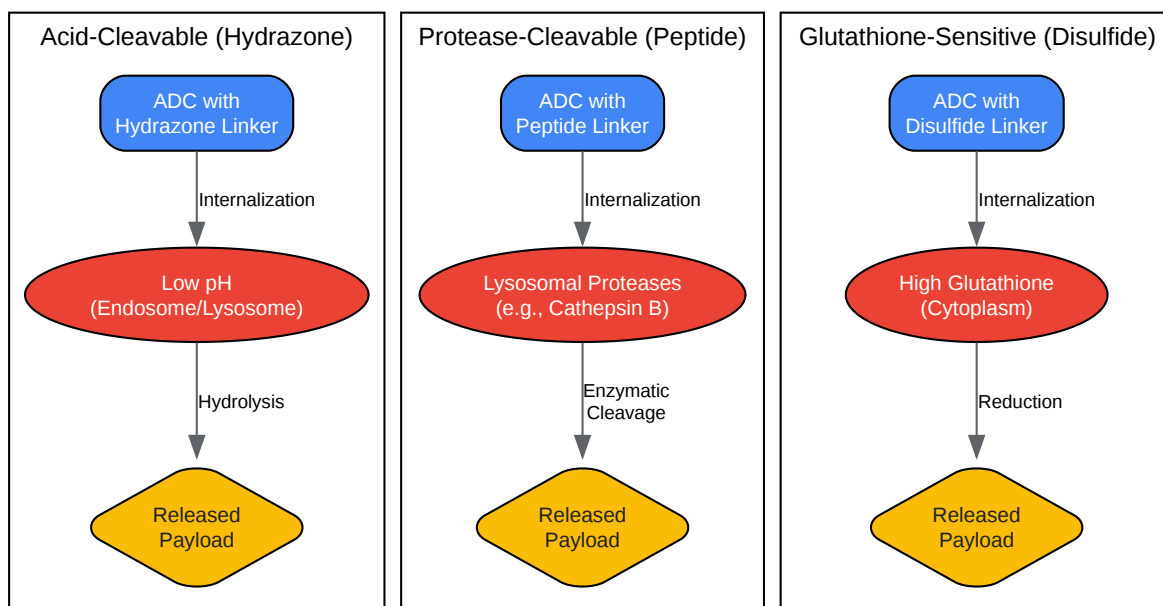 Acid-Cleavable (Hydrazone)
ADC with
Hydrazone Linker
Internalization
Low pH
(Endosome/Lysosome)
Hydrolysis
Released
Payload
Protease-Cleavable (Peptide)
ADC with
Peptide Linker
Internalization
Lysosomal Proteases
(e.g., Cathepsin B)
Enzymatic
Cleavage
Released
Payload
Glutathione-Sensitive (Disulfide)
ADC with
Disulfide Linker
Internalization
High Glutathione
(Cytoplasm)
Reduction
Released
Payload